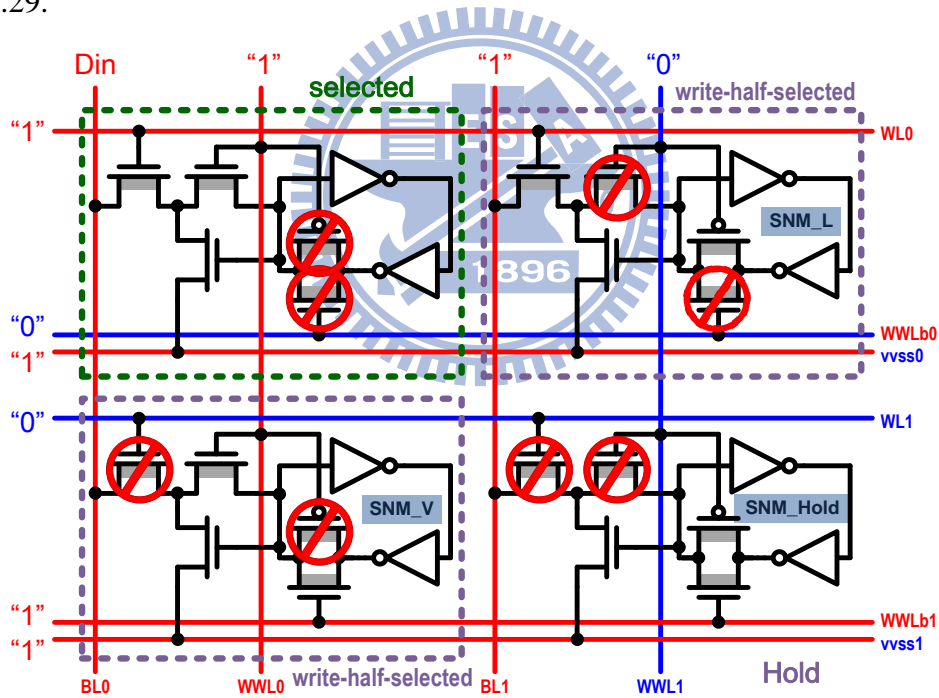 .29.
Din “1” “1” “0”
selected
write-half-selected
“1” WL0
SNM_L
1896
“0” WWLb0
“1” vvss0
“0” WL1
SNM_V
SNM_Hold
“1” WWLb1
“1” vvss1
write-half-selected
Hold
BL0 WWL0 BL1 WWL1